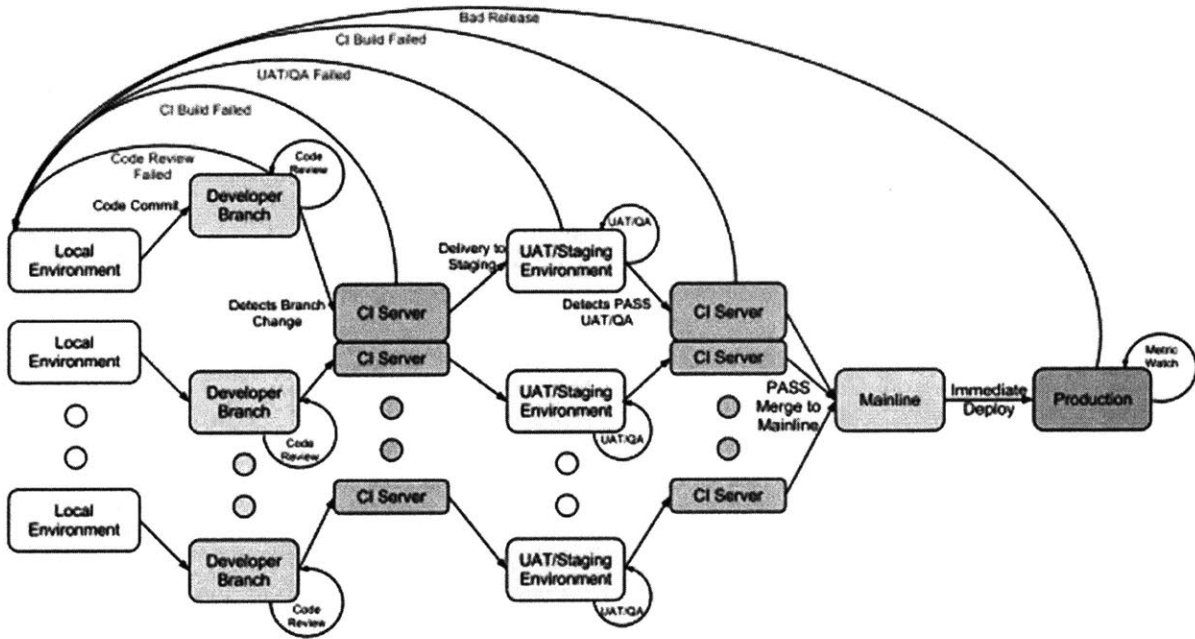 Bad Release
CI Build Failed
UAT/QA Failed
CI Build Failed
Code Review
Failed
Code
Review
Code Commit
Developer
Branch
Local
Environment
Delivery to
Staging
UAT/Staging
Environment
UAT/QA
Detects Branch
Change
CI Server
Detects PASS
UAT/QA
CI Server
Local
Environment
CI Server
CI Server
Developer
Branch
Code
Review
UAT/Staging
Environment
UAT/QA
PASS
Merge to
Mainline
Mainline
Immediate
Deploy
Production
Metric
Watch
Local
Environment
CI Server
CI Server
Developer
Branch
Code
Review
UAT/Staging
Environment
UAT/QA